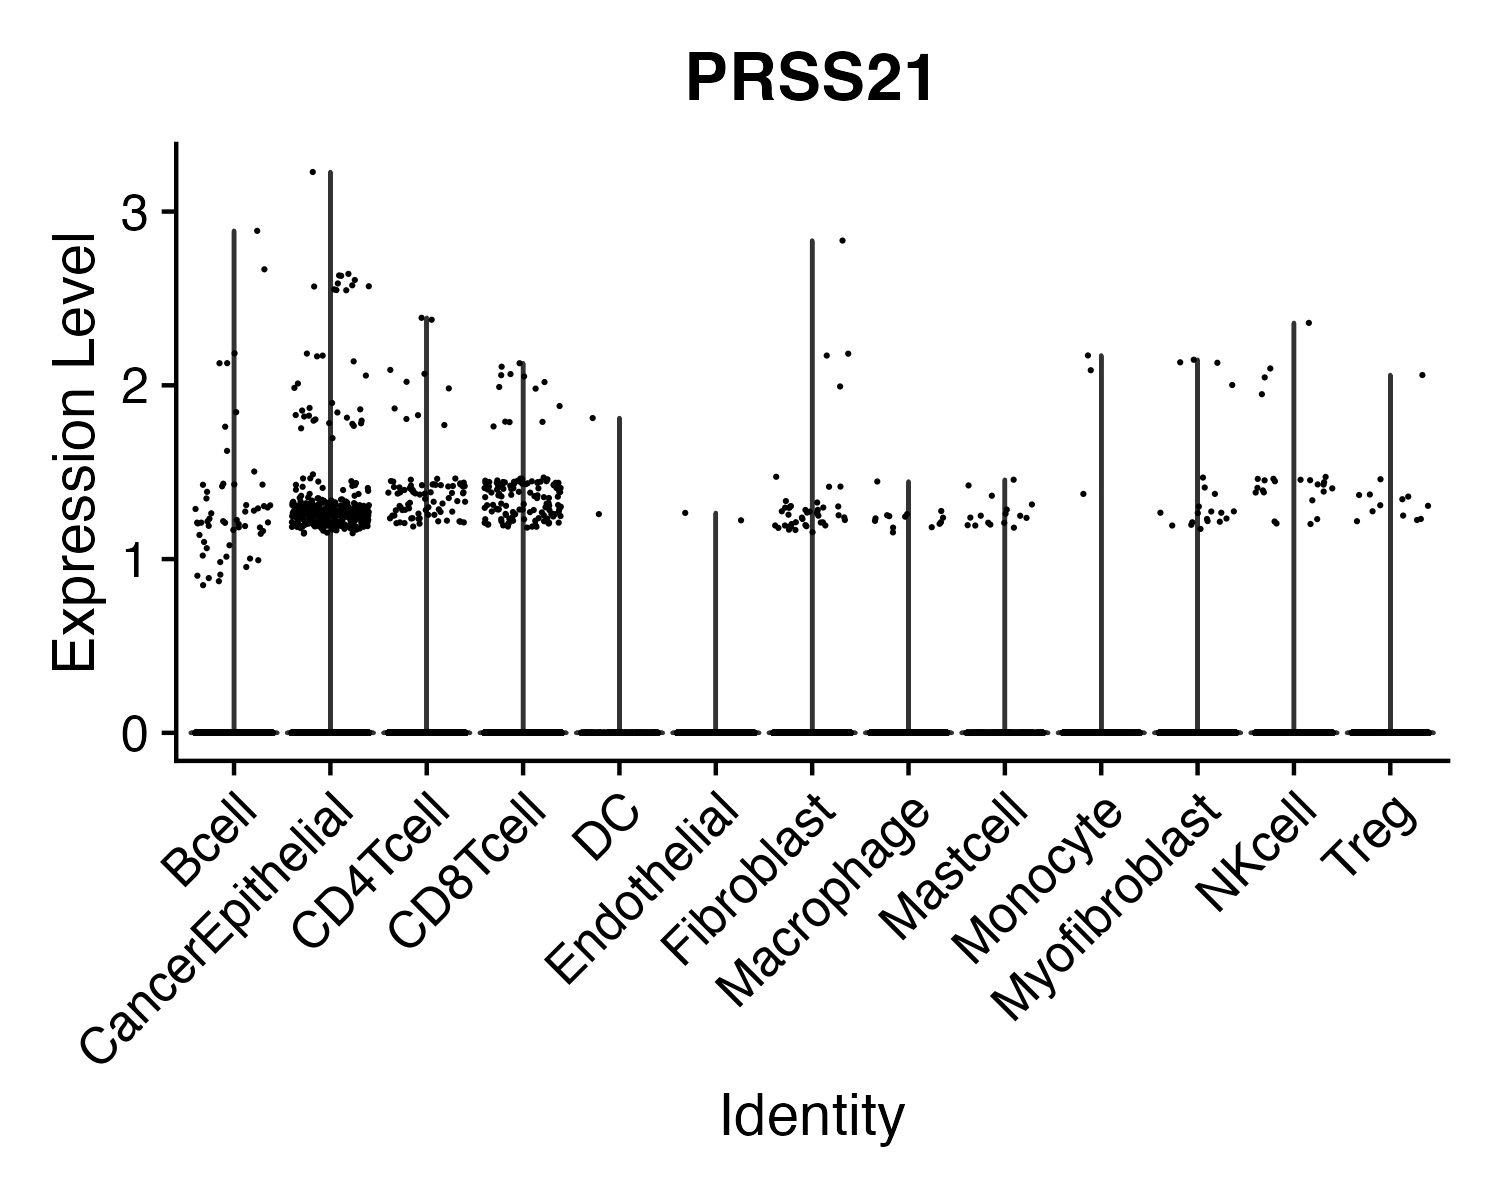 PRSS21
Expression Level
3
2
1
0
Bcell
CancerEpithelial
CD4Tcell
CD8Tcell
DC
Endothelial
Fibroblast
Macrophage
Mastcell
Monocyte
Myofibroblast
NKcell
Treg
Identity